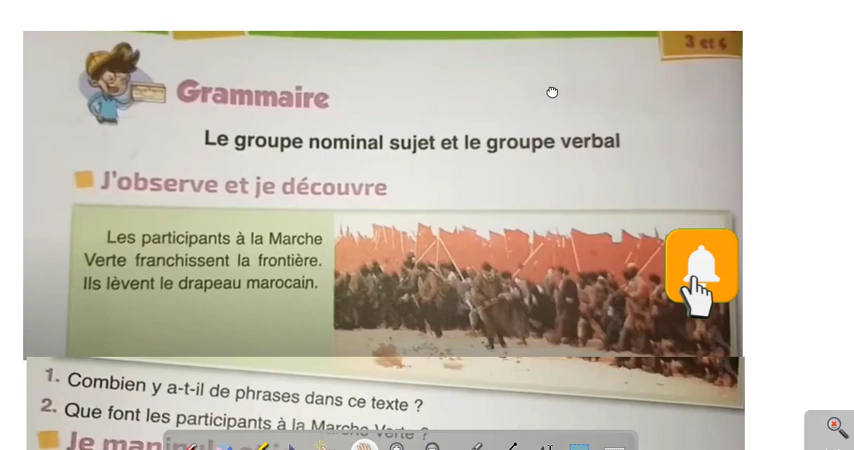 3 et 4
Grammaire
Le groupe nominal sujet et le groupe verbal
J'observe et je découvre
Les participants à la Marche
Verte franchissent la frontière.
Ils lèvent le drapeau marocain.
1. Combien y a-t-il de phrases dans ce texte ?
2. Que font les participants à la Marche Verte ?
Je